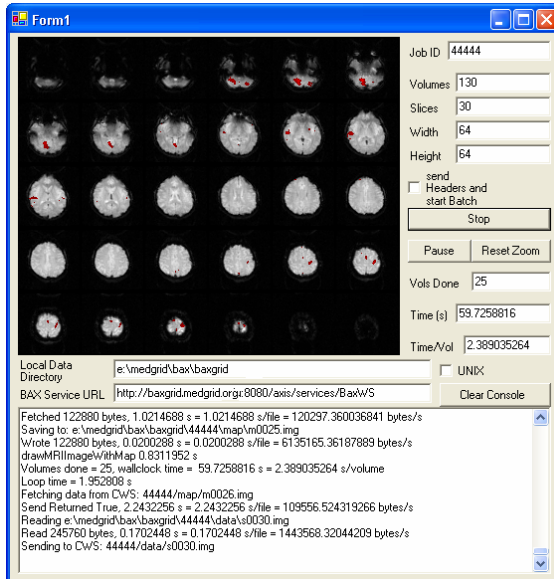 Form1
Job ID 44444
Volumes 130
Slices 30
Width 64
Height 64
send
Headers and
start Batch
Stop
Pause Reset Zoom
Vols Done 25
Time (s) 59.7258816
Time/Vol 2.389035264
Local Data
Directory e:\medgrid\bax\baxgrid
UNIX
BAX Service URL http://baxgrid.medgrid.orgx:8080/axis/services/BaxWS
Clear Console
Fetched 122880 bytes, 1.0214688 s = 1.0214688 s/file = 120297.360036841 bytes/s
Saving to: e:\medgrid\bax\baxgrid\44444\map\m0025.img
Wrote 122880 bytes, 0.0200288 s = 0.0200288 s/file = 6135165.36187889 bytes/s
drawMRIImageWithMap 0.8311952 s
Volumes done = 25, wallclock time = 59.7258816 s = 2.389035264 s/volume
Loop time = 1.952808 s
Fetching data from CWS: 44444/map/m0026.img
Send Returned True, 2.2432256 s = 2.2432256 s/file = 109556.524319266 bytes/s
Reading e:\medgrid\bax\baxgrid\44444\data\s0030.img
Read 245760 bytes, 0.1702448 s = 0.1702448 s/file = 1443568.32044209 bytes/s
Sending to CWS: 44444/data/s0030.img